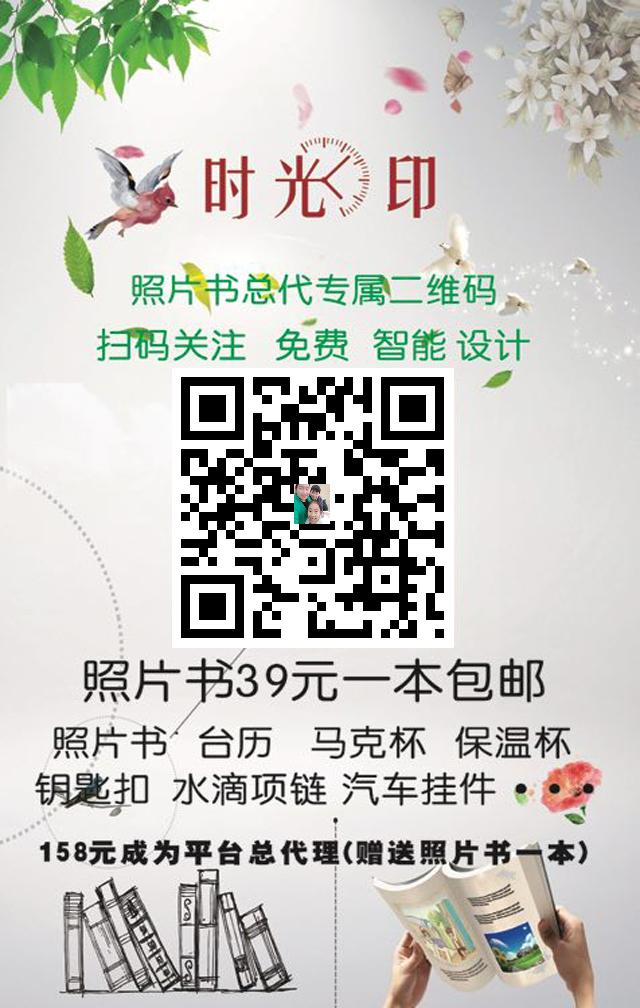 时光印
照片书总代专属二维码
扫码关注 免费 智能 设计
照片书39元一本包邮
照片书 台历 马克杯 保温杯
钥匙扣 水滴项链 汽车挂件
158元成为平台总代理(赠送照片书一本)